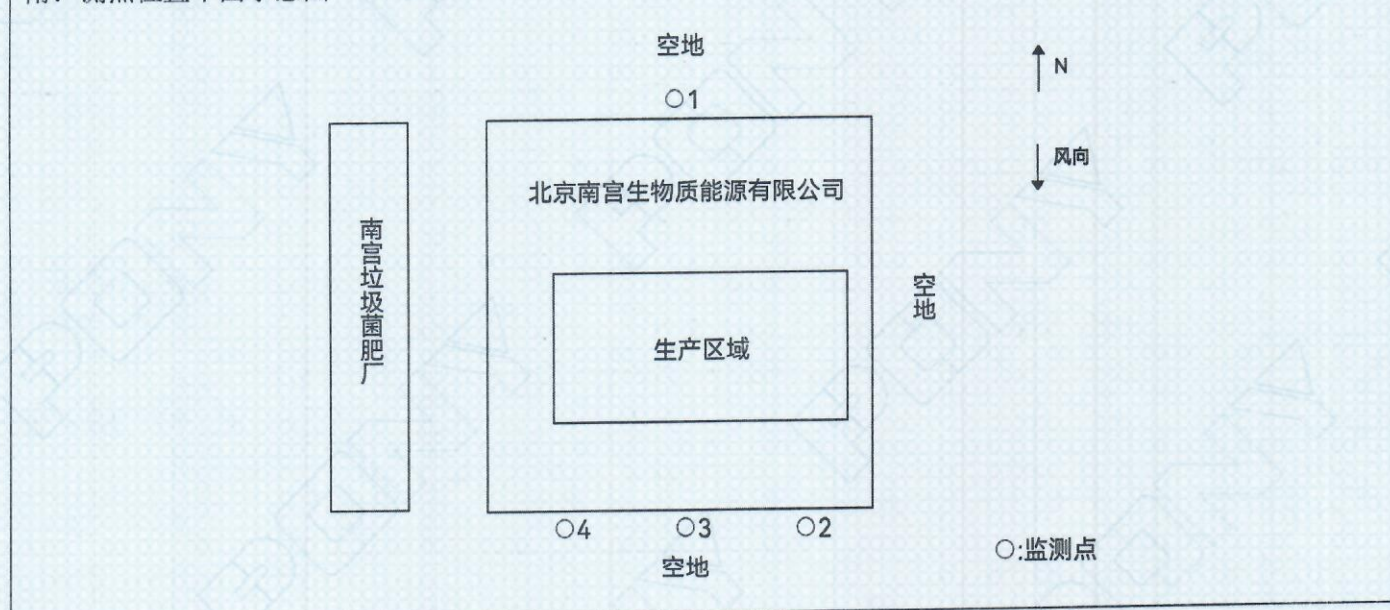 空地
○1
N
风向
北京南宫生物质能源有限公司
南宫垃圾菌肥厂
生产区域
空地
○4 ○3 ○2
空地
○:监测点